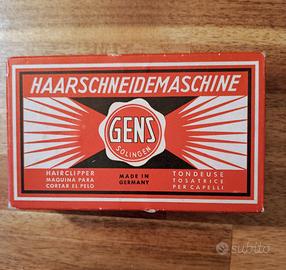 HAARSCHNEIDEMASCHINE
GENS
SOLINGEN
HAIRCLIPPER
MAQUINA PARA
CORTAR EL PELO
MADE IN
GERMANY
TONDEUSE
TOSATRICE
PER CAPELLI
subito